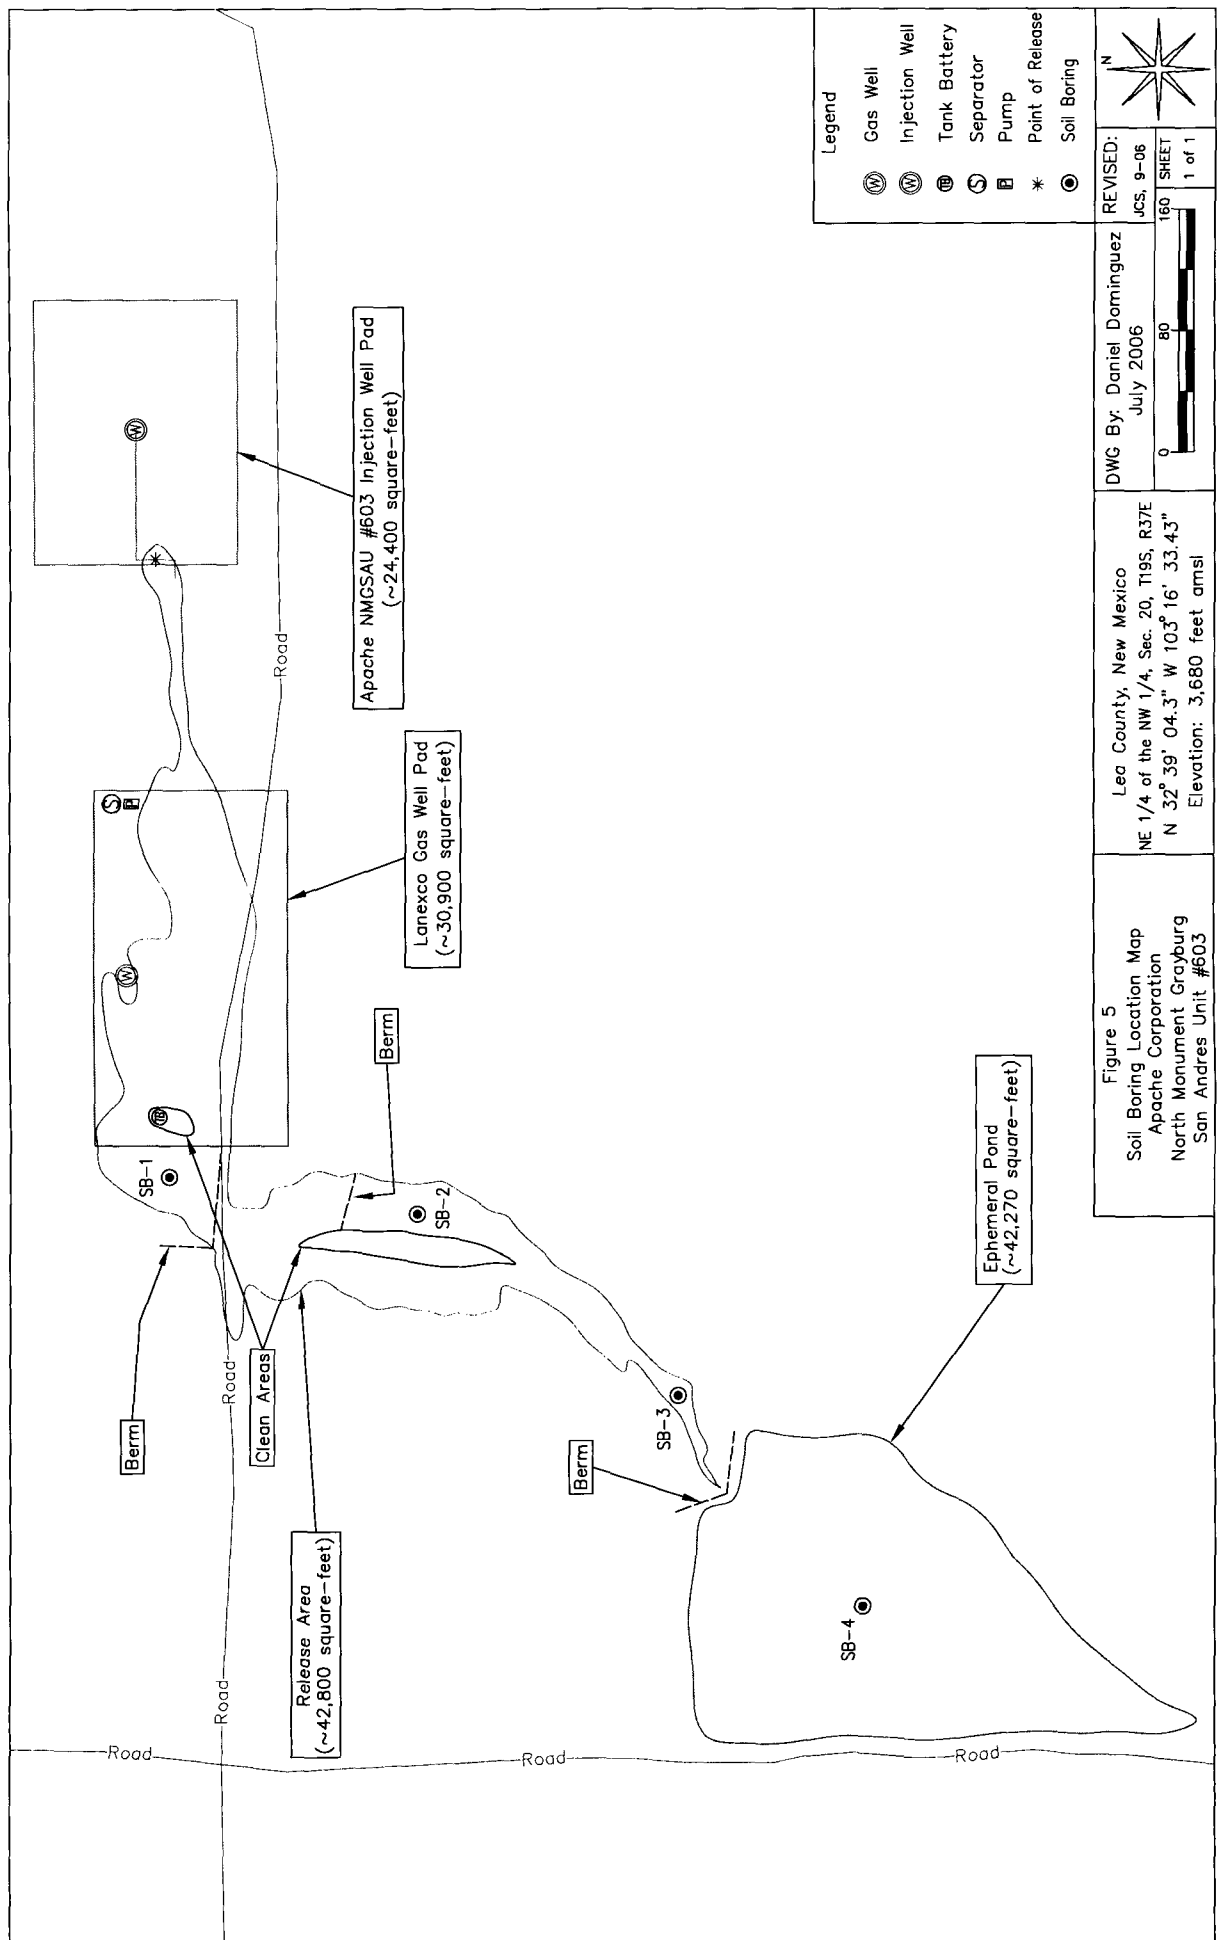 Legend
Gas Well
Injection Well
Tank Battery
Separator
Pump
Point of Release
Soil Boring
W
W
TB
S
P
N
Apache NMGSAU #603 Injection Well Pad
(~24,400 square-feet)
W
Road
Lanexco Gas Well Pad
(~30,900 square-feet)
S
P
W
TB
SB-1
Berm
Berm
SB-2
Clean Areas
Road
Release Area
(~42,800 square-feet)
Road
SB-3
Berm
Ephemeral Pond
(~42,270 square-feet)
SB-4
Road
Road
Road
Figure 5
Soil Boring Location Map
Apache Corporation
North Monument Grayburg
San Andres Unit #603
Lea County, New Mexico
NE 1/4 of the NW 1/4, Sec. 20, T19S, R37E
N 32° 39' 04.3" W 103° 16' 33.43"
Elevation: 3,680 feet amsl
DWG By: Daniel Dominguez
July 2006
REVISED:
JCS, 9-06
0 80 160
SHEET
1 of 1